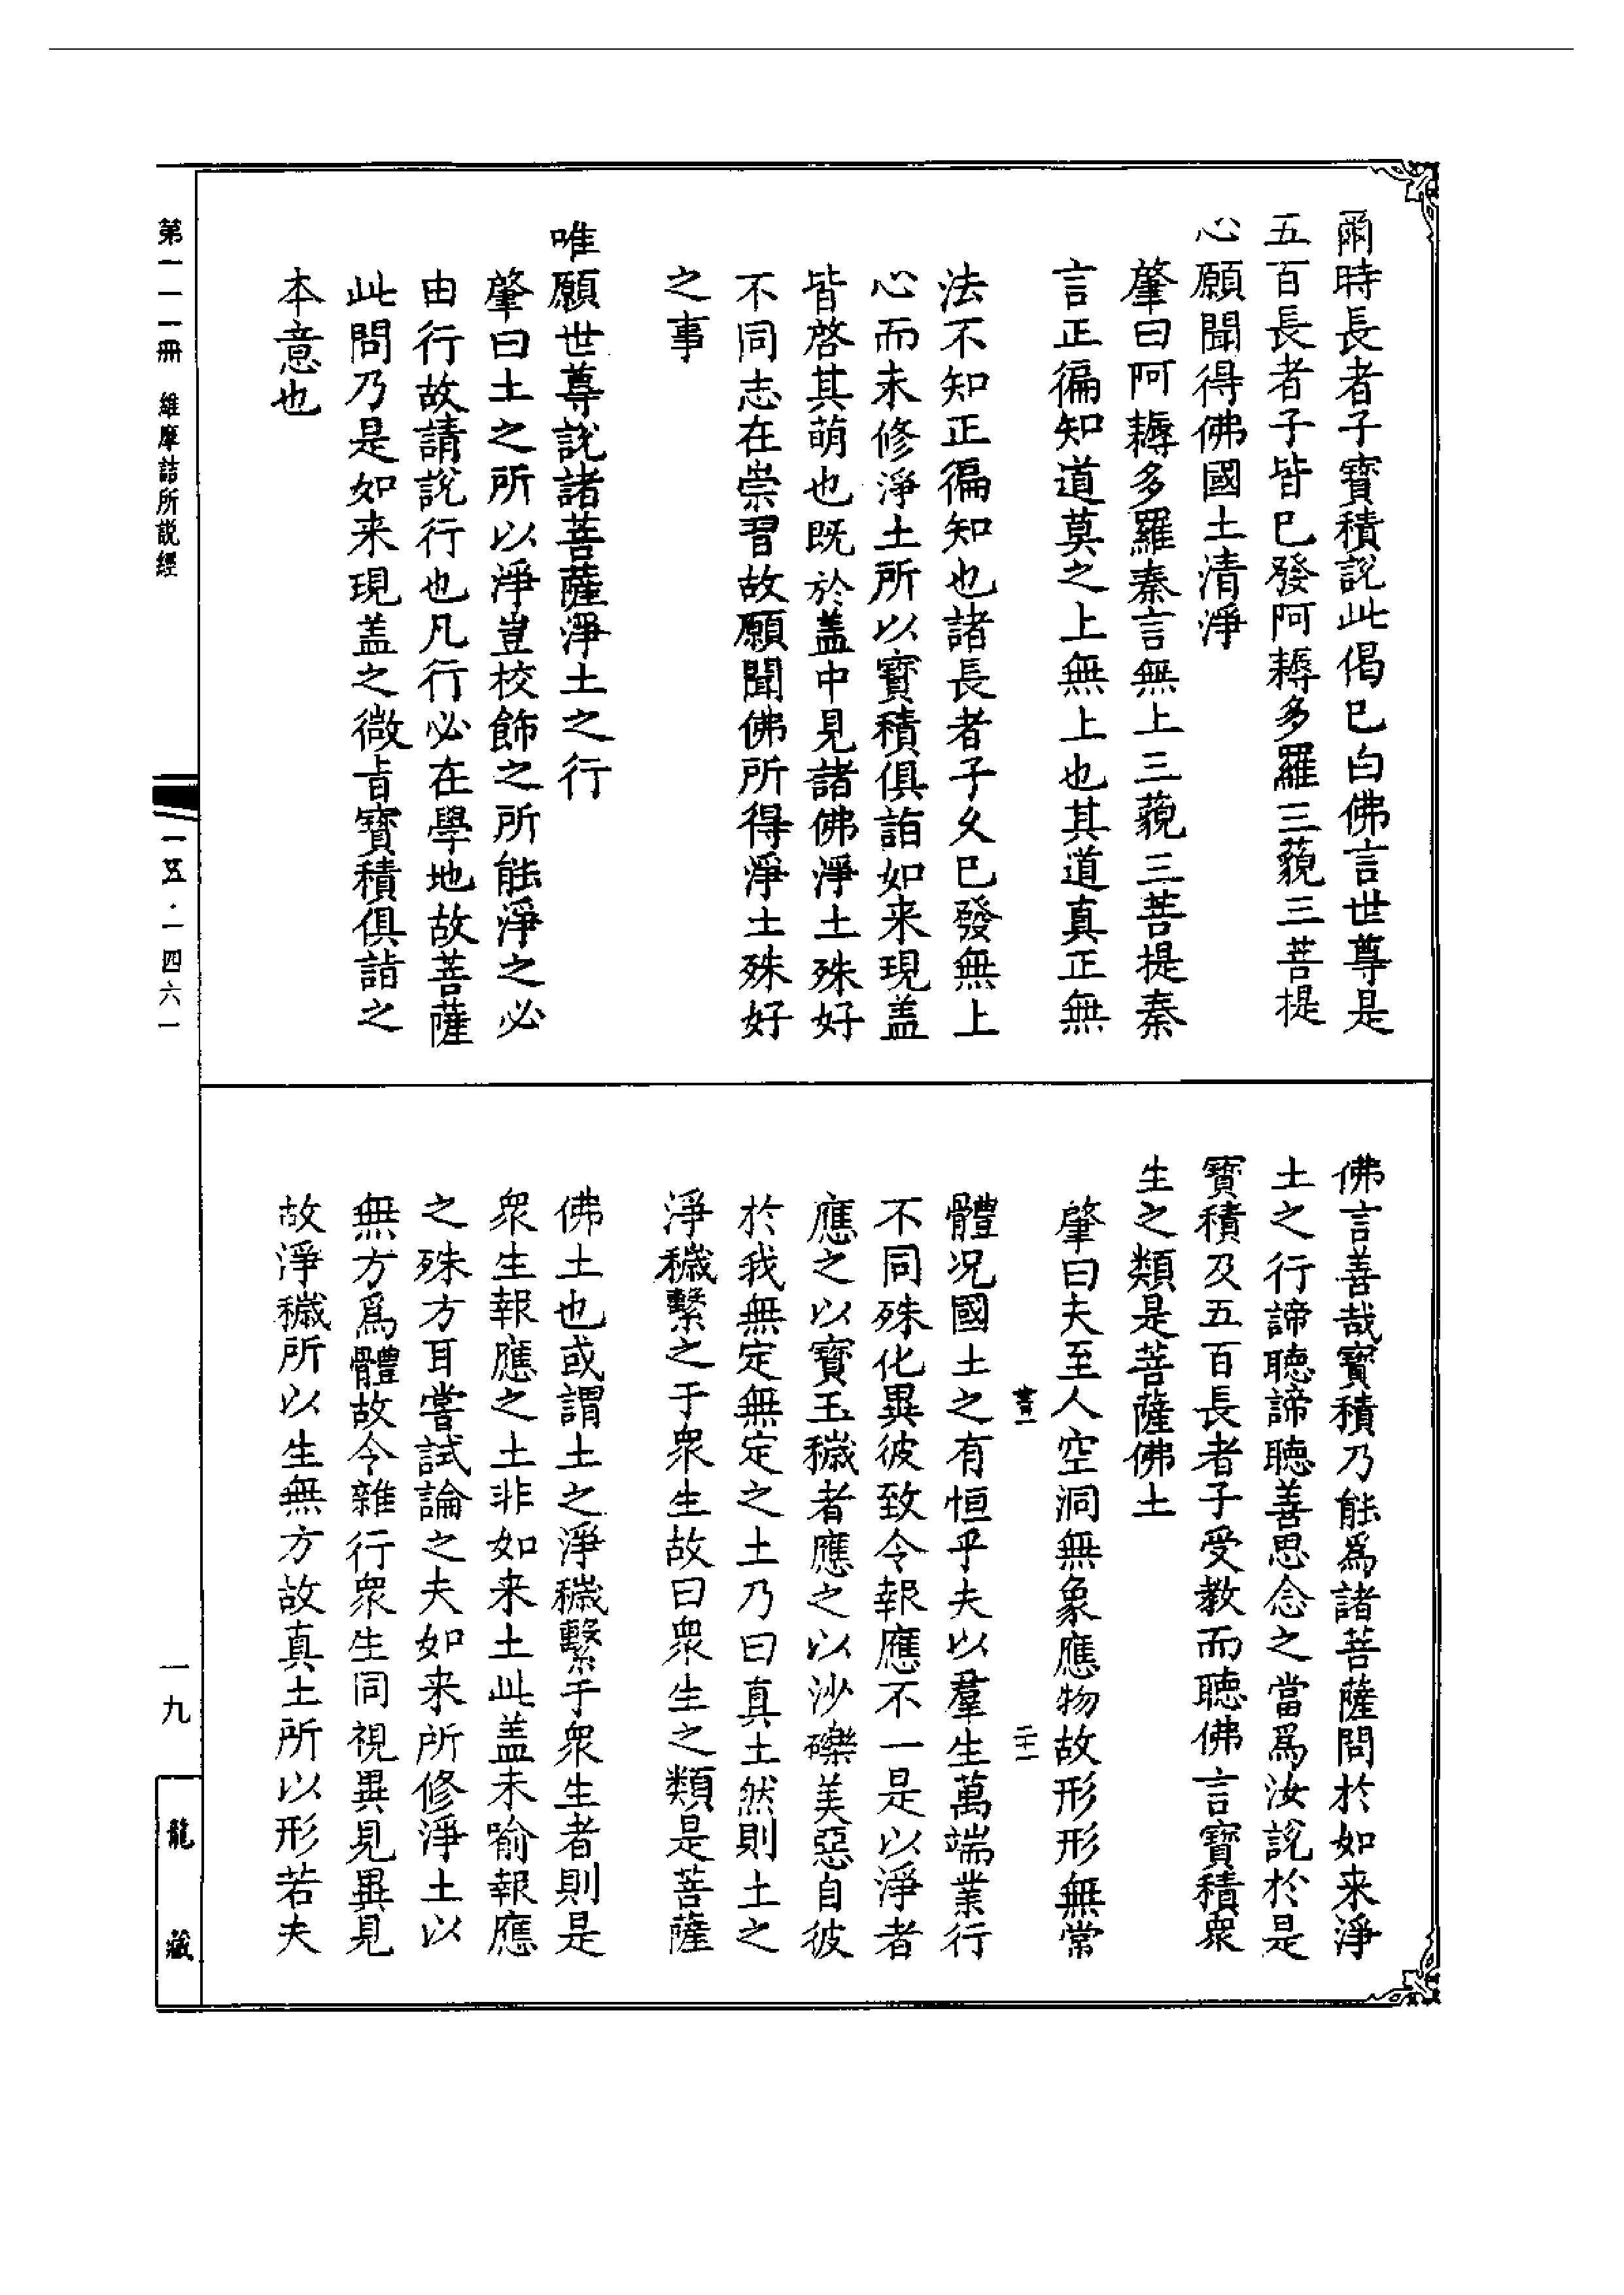 爾時長者子寶積說此偈已白佛言世尊是
五百長者子皆已發阿耨多羅三藐三菩提
心願聞得佛國土清淨
肇曰阿耨多羅秦言無上三藐三菩提秦
言正徧知道莫之上無上也其道真正無
法不知正徧知也諸長者子久已發無上
心而未修淨土所以寶積俱詣如来現盖
皆啓其萌也既於盖中見諸佛淨土殊好
不同志在崇習故願聞佛所得淨土殊好
之事
唯願世尊說諸菩薩淨土之行
肇曰土之所以淨豈校飾之所能淨之必
由行故請說行也凡行必在學地故菩薩
此問乃是如来現盖之微旨寶積俱詣之
本意也
佛言善哉寶積乃能爲諸菩薩問於如来淨
土之行諦聽諦聽善思念之當爲汝說於是
寶積及五百長者子受教而聽佛言寶積衆
生之類是菩薩佛土
肇曰夫至人空洞無象應物故形形無常
體况國土之有恒乎夫以羣生萬端業行
不同殊化異彼致令報應不一是以淨者
應之以寶玉穢者應之以沙礫美惡自彼
於我無定無定之土乃曰真土然則土之
淨穢繫之于衆生故曰衆生之類是菩薩
佛土也或謂土之淨穢繫于衆生者則是
衆生報應之土非如来土此盖未喻報應
之殊方耳嘗試論之夫如来所修淨土以
無方爲體故令雜行衆生同視異見異見
故淨穢所以生無方故真土所以形若夫
第一一一冊　維摩詰所説經
一五·一四六一
一九
龍藏